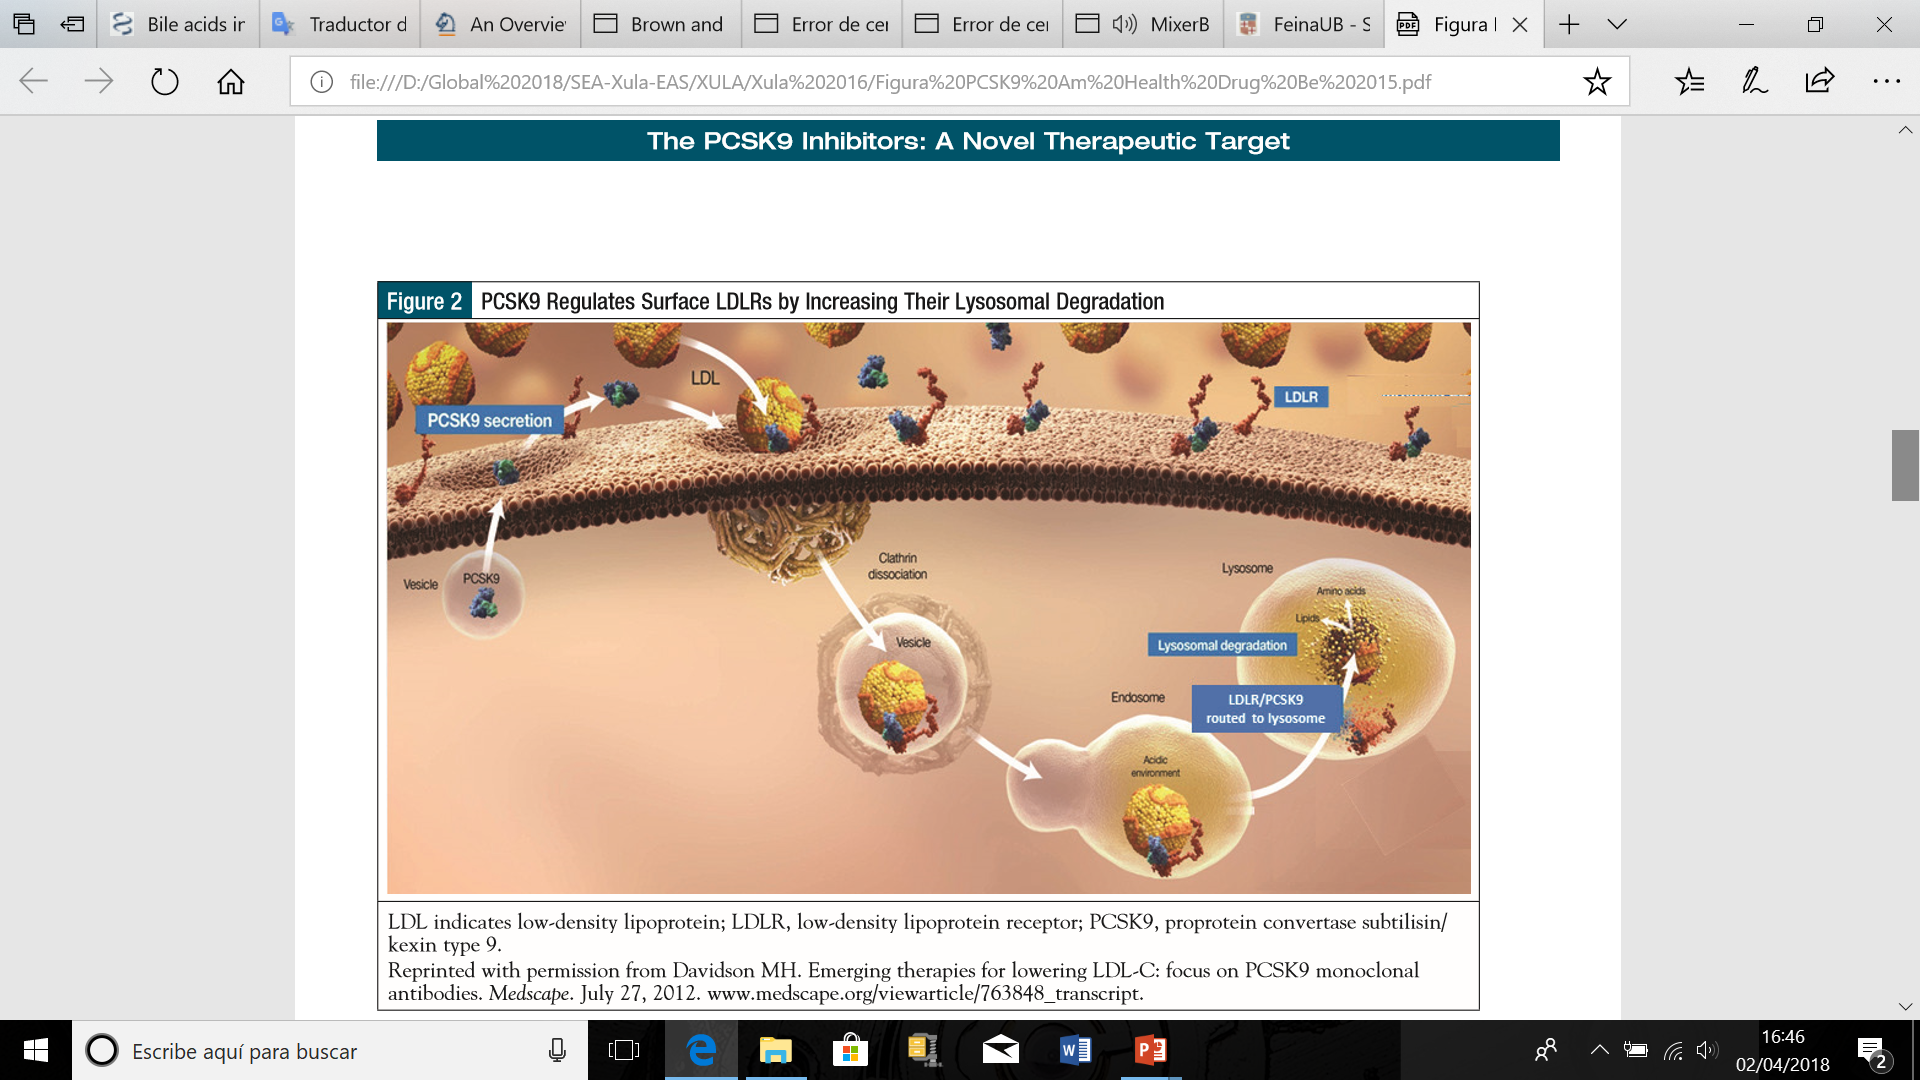 Bile acids ir
Traductor d
An Overvie
Brown and
Error de cer
Error de cer
MixerB
FeinaUB - S
PDF
Figura
file:///D:/Global%202018/SEA-Xula-EAS/XULA/Xula%202016/Figura%20PCSK9%20Am%20Health%20Drug%20Be%202015.pdf
The PCSK9 Inhibitors: A Novel Therapeutic Target
Figure 2 PCSK9 Regulates Surface LDLRs by Increasing Their Lysosomal Degradation
LDL
LDLR
PCSK9 secretion
Clathrin
dissociation
Lysosome
Vesicle
PCSK9
Amino acids
Lipids
Vesicle
Lysosomal degradation
Endosome
LDLR/PCSK9
routed to lysosome
Acidic
environment
LDL indicates low-density lipoprotein; LDLR, low-density lipoprotein receptor; PCSK9, proprotein convertase subtilisin/
kexin type 9.
Reprinted with permission from Davidson MH. Emerging therapies for lowering LDL-C: focus on PCSK9 monoclonal
antibodies. Medscape. July 27, 2012. www.medscape.org/viewarticle/763848_transcript.
Escribe aquí para buscar
16:46
02/04/2018
2